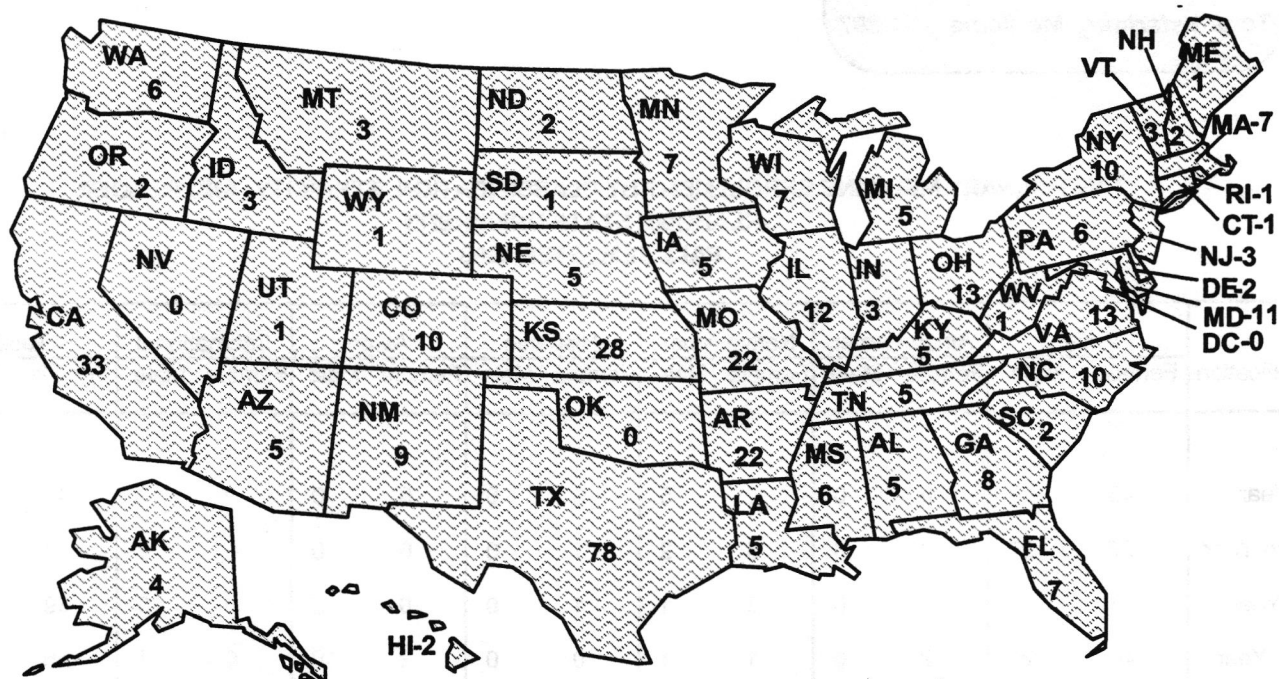 NH
WA
6
MT
3
ND
2
MN
7
VT
ME
1
OR
2
ID
3
WY
1
SD
1
WI
7
MI
5
NY
10
3
2
MA-7
RI-1
CT-1
NV
0
UT
1
CO
10
NE
5
IA
5
IL
12
IN
3
OH
13
PA
6
NJ-3
DE-2
MD-11
DC-0
CA
33
KS
28
MO
22
KY
5
WV
1
VA
13
AZ
5
NM
9
OK
0
AR
22
TN
5
NC
10
SC
2
TX
78
LA
5
MS
6
AL
5
GA
8
FL
7
AK
4
HI-2